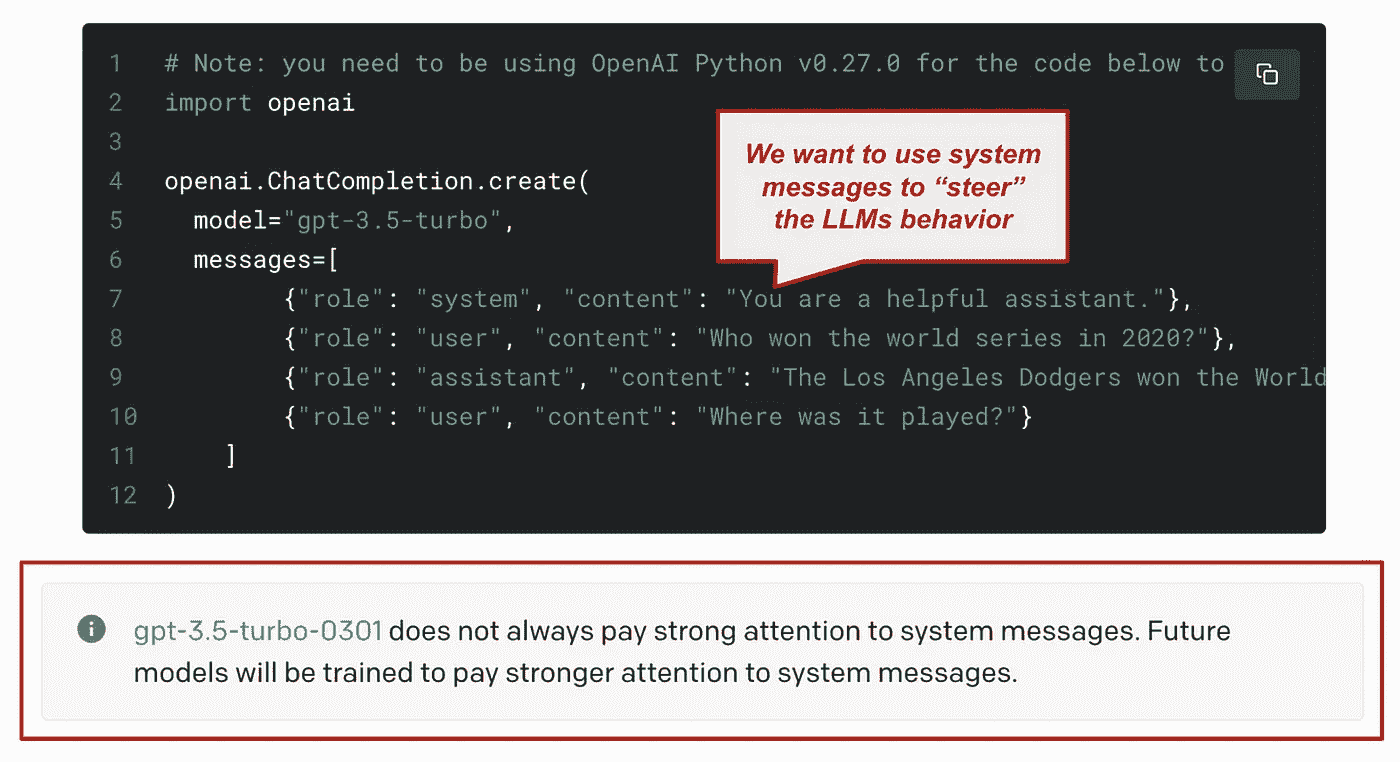 1 # Note: you need to be using OpenAI Python v0.27.0 for the code below to
2 import openai
3
4 openai.ChatCompletion.create(
5   model="gpt-3.5-turbo",
6   messages=[
7         {"role": "system", "content": "You are a helpful assistant."},
8         {"role": "user", "content": "Who won the world series in 2020?"},
9         {"role": "assistant", "content": "The Los Angeles Dodgers won the World
10         {"role": "user", "content": "Where was it played?"}
11     ]
12 )
We want to use system
messages to “steer”
the LLMs behavior
gpt-3.5-turbo-0301 does not always pay strong attention to system messages. Future
models will be trained to pay stronger attention to system messages.